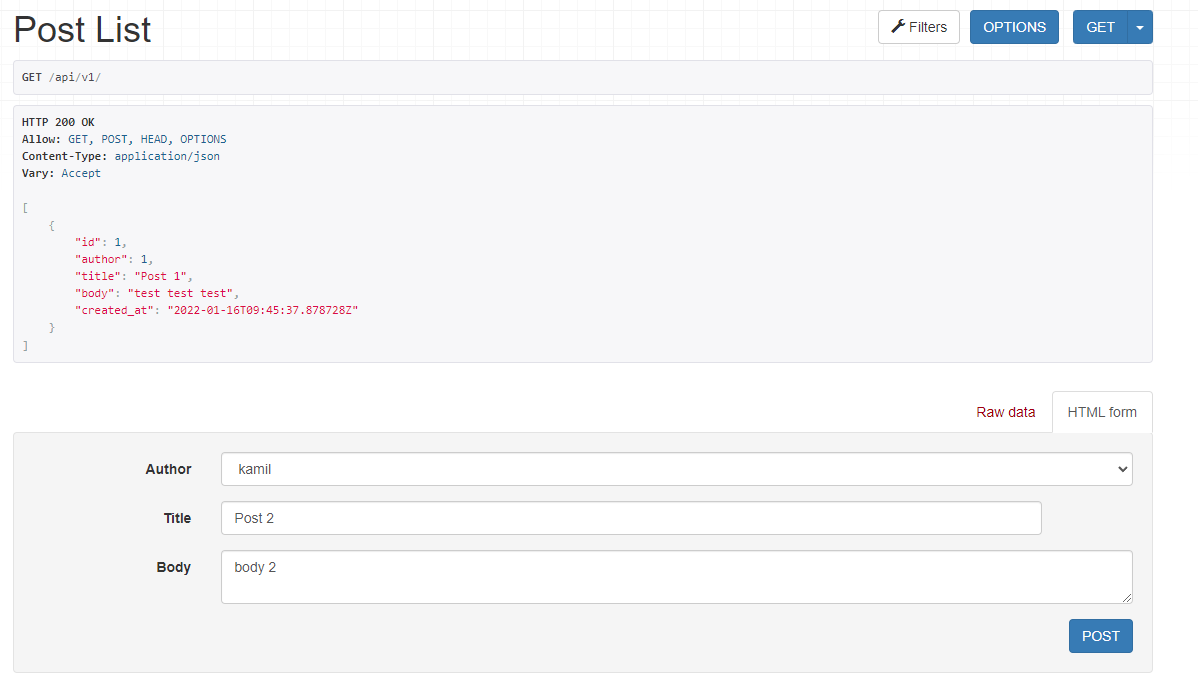 Post List
Filters
OPTIONS
GET
GET /api/v1/
HTTP 200 OK
Allow: GET, POST, HEAD, OPTIONS
Content-Type: application/json
Vary: Accept
[
    {
        "id": 1,
        "author": 1,
        "title": "Post 1",
        "body": "test test test",
        "created_at": "2022-01-16T09:45:37.878728Z"
    }
]
Raw data
HTML form
Author
kamil
Title
Post 2
Body
body 2
POST